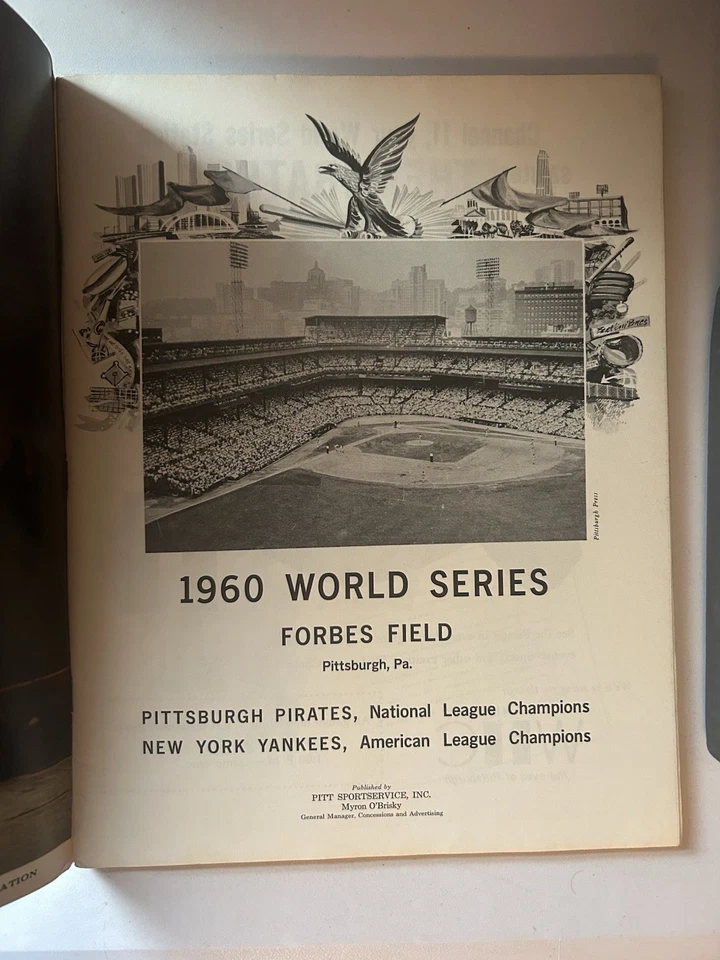 Pittsburgh Press
1960 WORLD SERIES
FORBES FIELD
Pittsburgh, Pa.
PITTSBURGH PIRATES, National League Champions
NEW YORK YANKEES, American League Champions
Published by
PITT SPORTSERVICE, INC.
Myron O'Brisky
General Manager, Concessions and Advertising
ATION